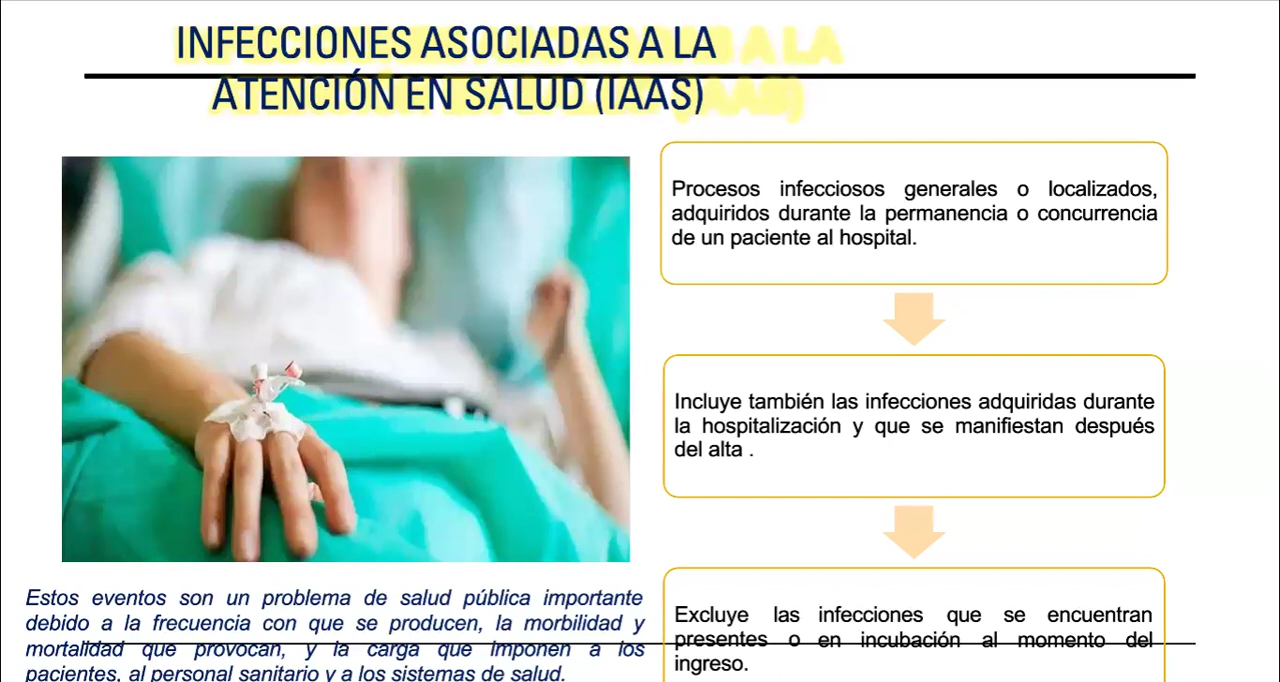 INFECCIONES ASOCIADAS A LA
ATENCIÓN EN SALUD (IAAS)
Procesos infecciosos generales o localizados,
adquiridos durante la permanencia o concurrencia
de un paciente al hospital.
Incluye también las infecciones adquiridas durante
la hospitalización y que se manifiestan después
del alta .
Excluye las infecciones que se encuentran
presentes o en incubación al momento del
ingreso.
Estos eventos son un problema de salud pública importante
debido a la frecuencia con que se producen, la morbilidad y
mortalidad que provocan, y la carga que imponen a los
pacientes, al personal sanitario y a los sistemas de salud.